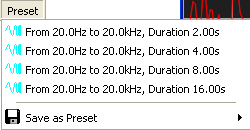 Preset
From 20.0Hz to 20.0kHz, Duration 2.00s
From 20.0Hz to 20.0kHz, Duration 4.00s
From 20.0Hz to 20.0kHz, Duration 8.00s
From 20.0Hz to 20.0kHz, Duration 16.00s
Save as Preset